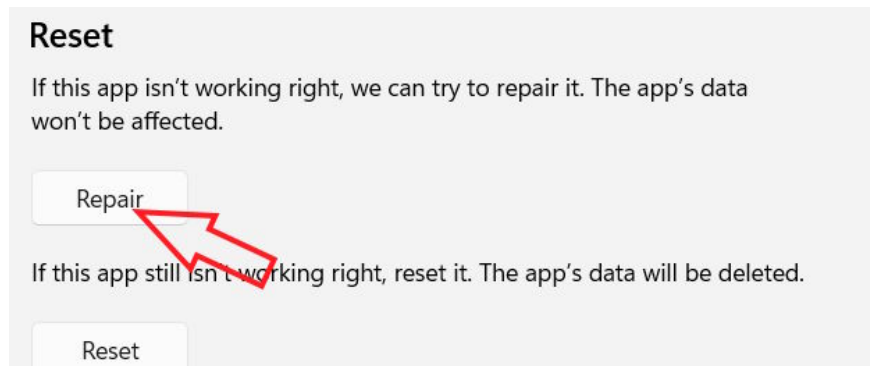 Reset
If this app isn't working right, we can try to repair it. The app's data
won't be affected.
Repair
If this app still isn't working right, reset it. The app's data will be deleted.
Reset